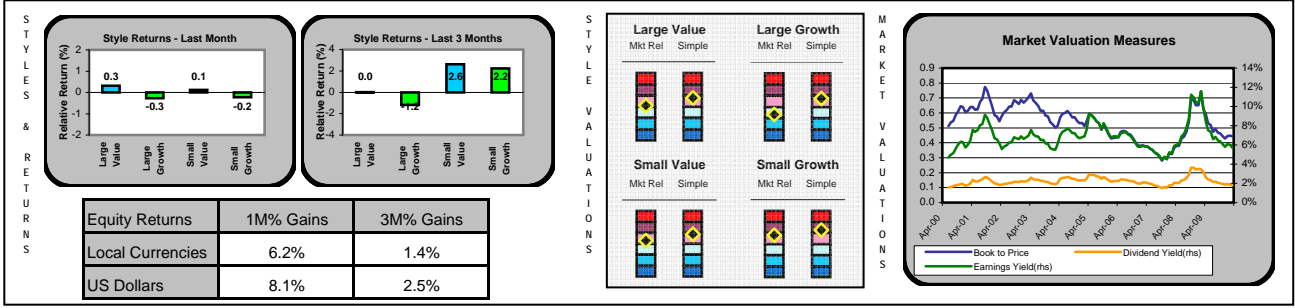 STYLES & RETURNS
Style Returns - Last Month
Relative Return (%)
2
1
0
-1
-2
0.3
-0.3
0.1
-0.2
Large Value
Large Growth
Small Value
Small Growth
Style Returns - Last 3 Months
Relative Return (%)
4
2
0
-2
-4
0.0
-1.2
2.6
2.2
Large Value
Large Growth
Small Value
Small Growth
Equity Returns 1M% Gains 3M% Gains
Local Currencies 6.2% 1.4%
US Dollars 8.1% 2.5%
STYLE VALUATIONS
Large Value
Mkt Rel Simple
Large Growth
Mkt Rel Simple
Small Value
Mkt Rel Simple
Small Growth
Mkt Rel Simple
MARKET VALUATIONS
Market Valuation Measures
0.9
0.8
0.7
0.6
0.5
0.4
0.3
0.2
0.1
0.0
14%
12%
10%
8%
6%
4%
2%
0%
Apr-00
Apr-01
Apr-02
Apr-03
Apr-04
Apr-05
Apr-06
Apr-07
Apr-08
Apr-09
Book to Price
Dividend Yield(rhs)
Earnings Yield(rhs)